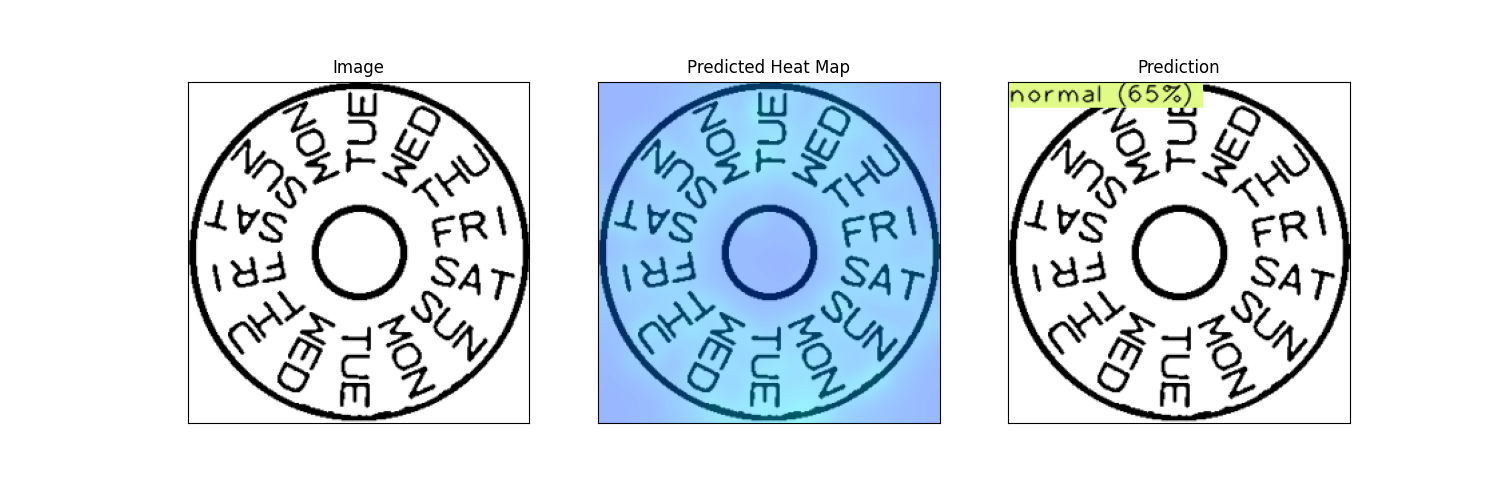 Image
TUE
WED
THU
FRI
SAT
SUN
MON
TUE
WED
THU
FRI
SAT
SUN
MON
Predicted Heat Map
TUE
WED
THU
FRI
SAT
SUN
MON
TUE
WED
THU
FRI
SAT
SUN
MON
Prediction
normal (65%)
TUE
WED
THU
FRI
SAT
SUN
MON
TUE
WED
THU
FRI
SAT
SUN
MON